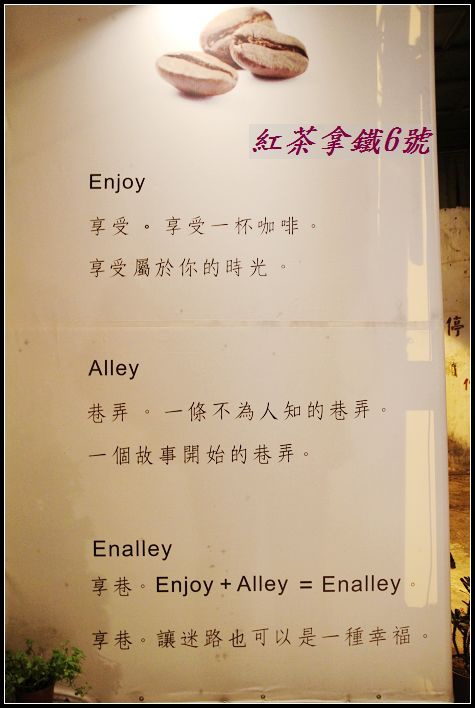 紅茶拿鐵6號
Enjoy
享受。享受一杯咖啡。
享受屬於你的時光。
停
Alley
巷弄。一條不為人知的巷弄。
一個故事開始的巷弄。
Enalley
享巷。Enjoy + Alley = Enalley。
享巷。讓迷路也可以是一種幸福。